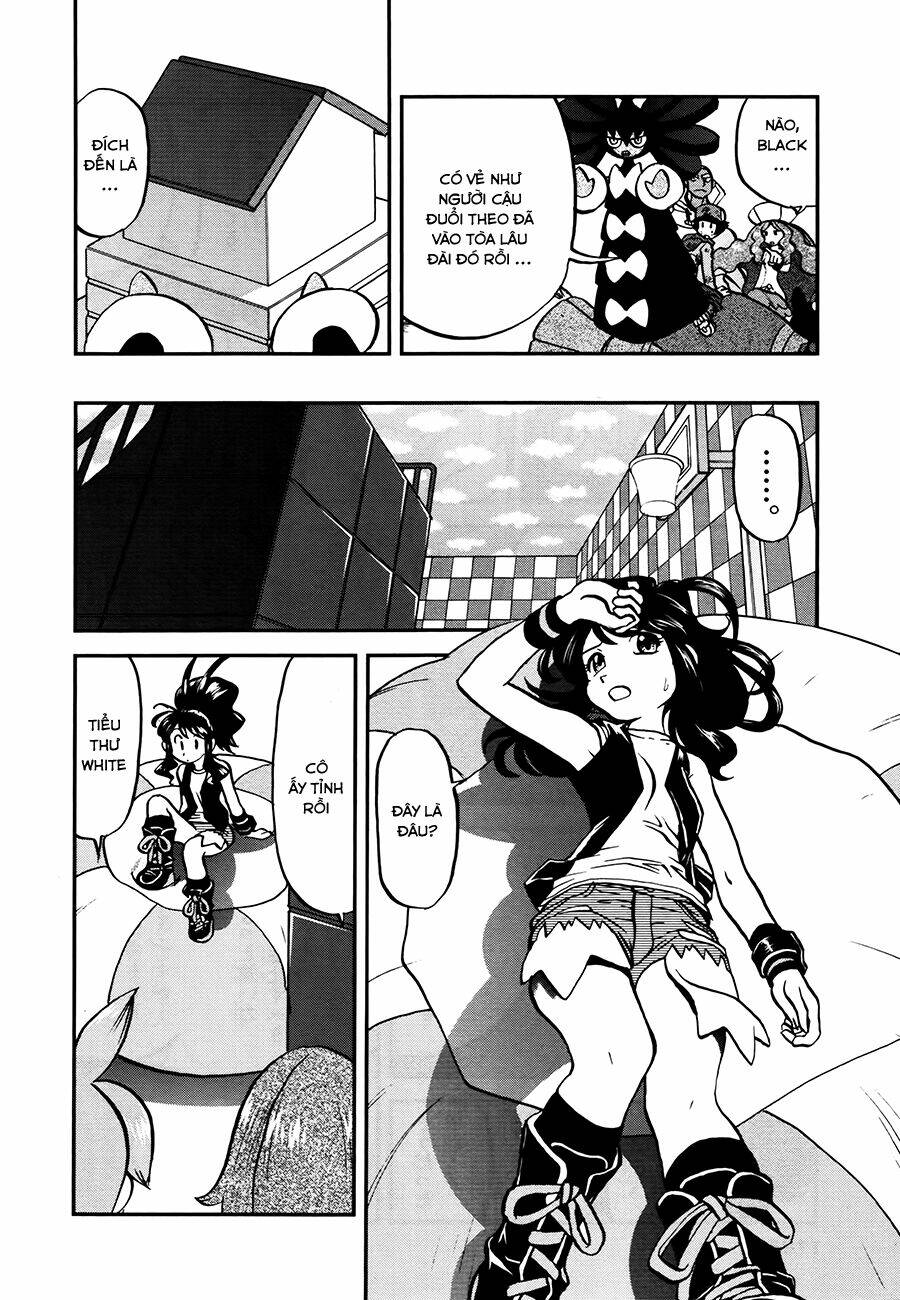 NÀO,
BLACK
...
CÓ VẺ NHƯ
NGƯỜI CẬU
ĐUỔI THEO ĐÃ
VÀO TÒA LÂU
ĐÀI ĐÓ RỒI ...
ĐÍCH
ĐẾN LÀ
...
.......
ĐÂY LÀ
ĐÂU?
CÔ
ẤY TỈNH
RỒI
TIỂU
THƯ
WHITE